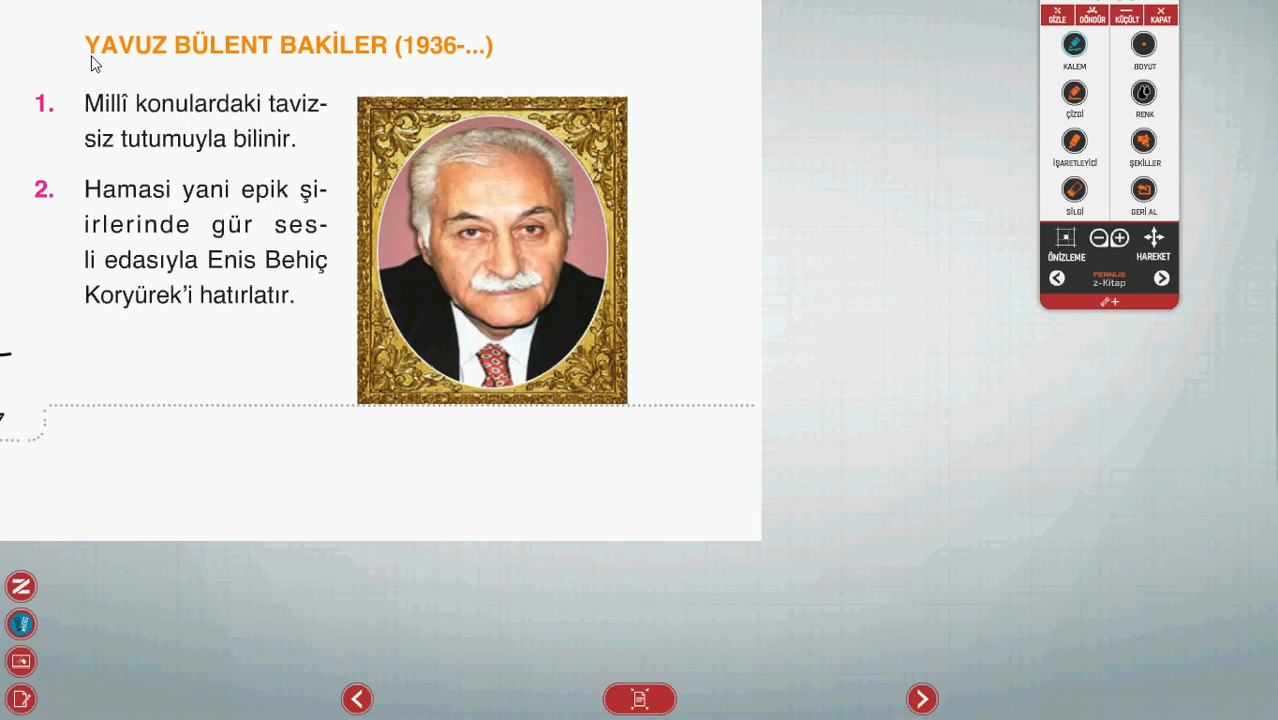 YAVUZ BÜLENT BAKİLER (1936-...)
1. Millî konulardaki taviz-
siz tutumuyla bilinir.
2. Hamasi yani epik şi-
irlerinde gür ses-
li edasıyla Enis Behiç
Koryürek’i hatırlatır.
GİZLE DÖNDÜR KÜÇÜLT KAPAT
KALEM BOYUT
ÇİZGİ RENK
İŞARETLEYİCİ ŞEKİLLER
SİLGİ GERİ AL
ÖNİZLEME HAREKET
FERNUS
z-Kitap